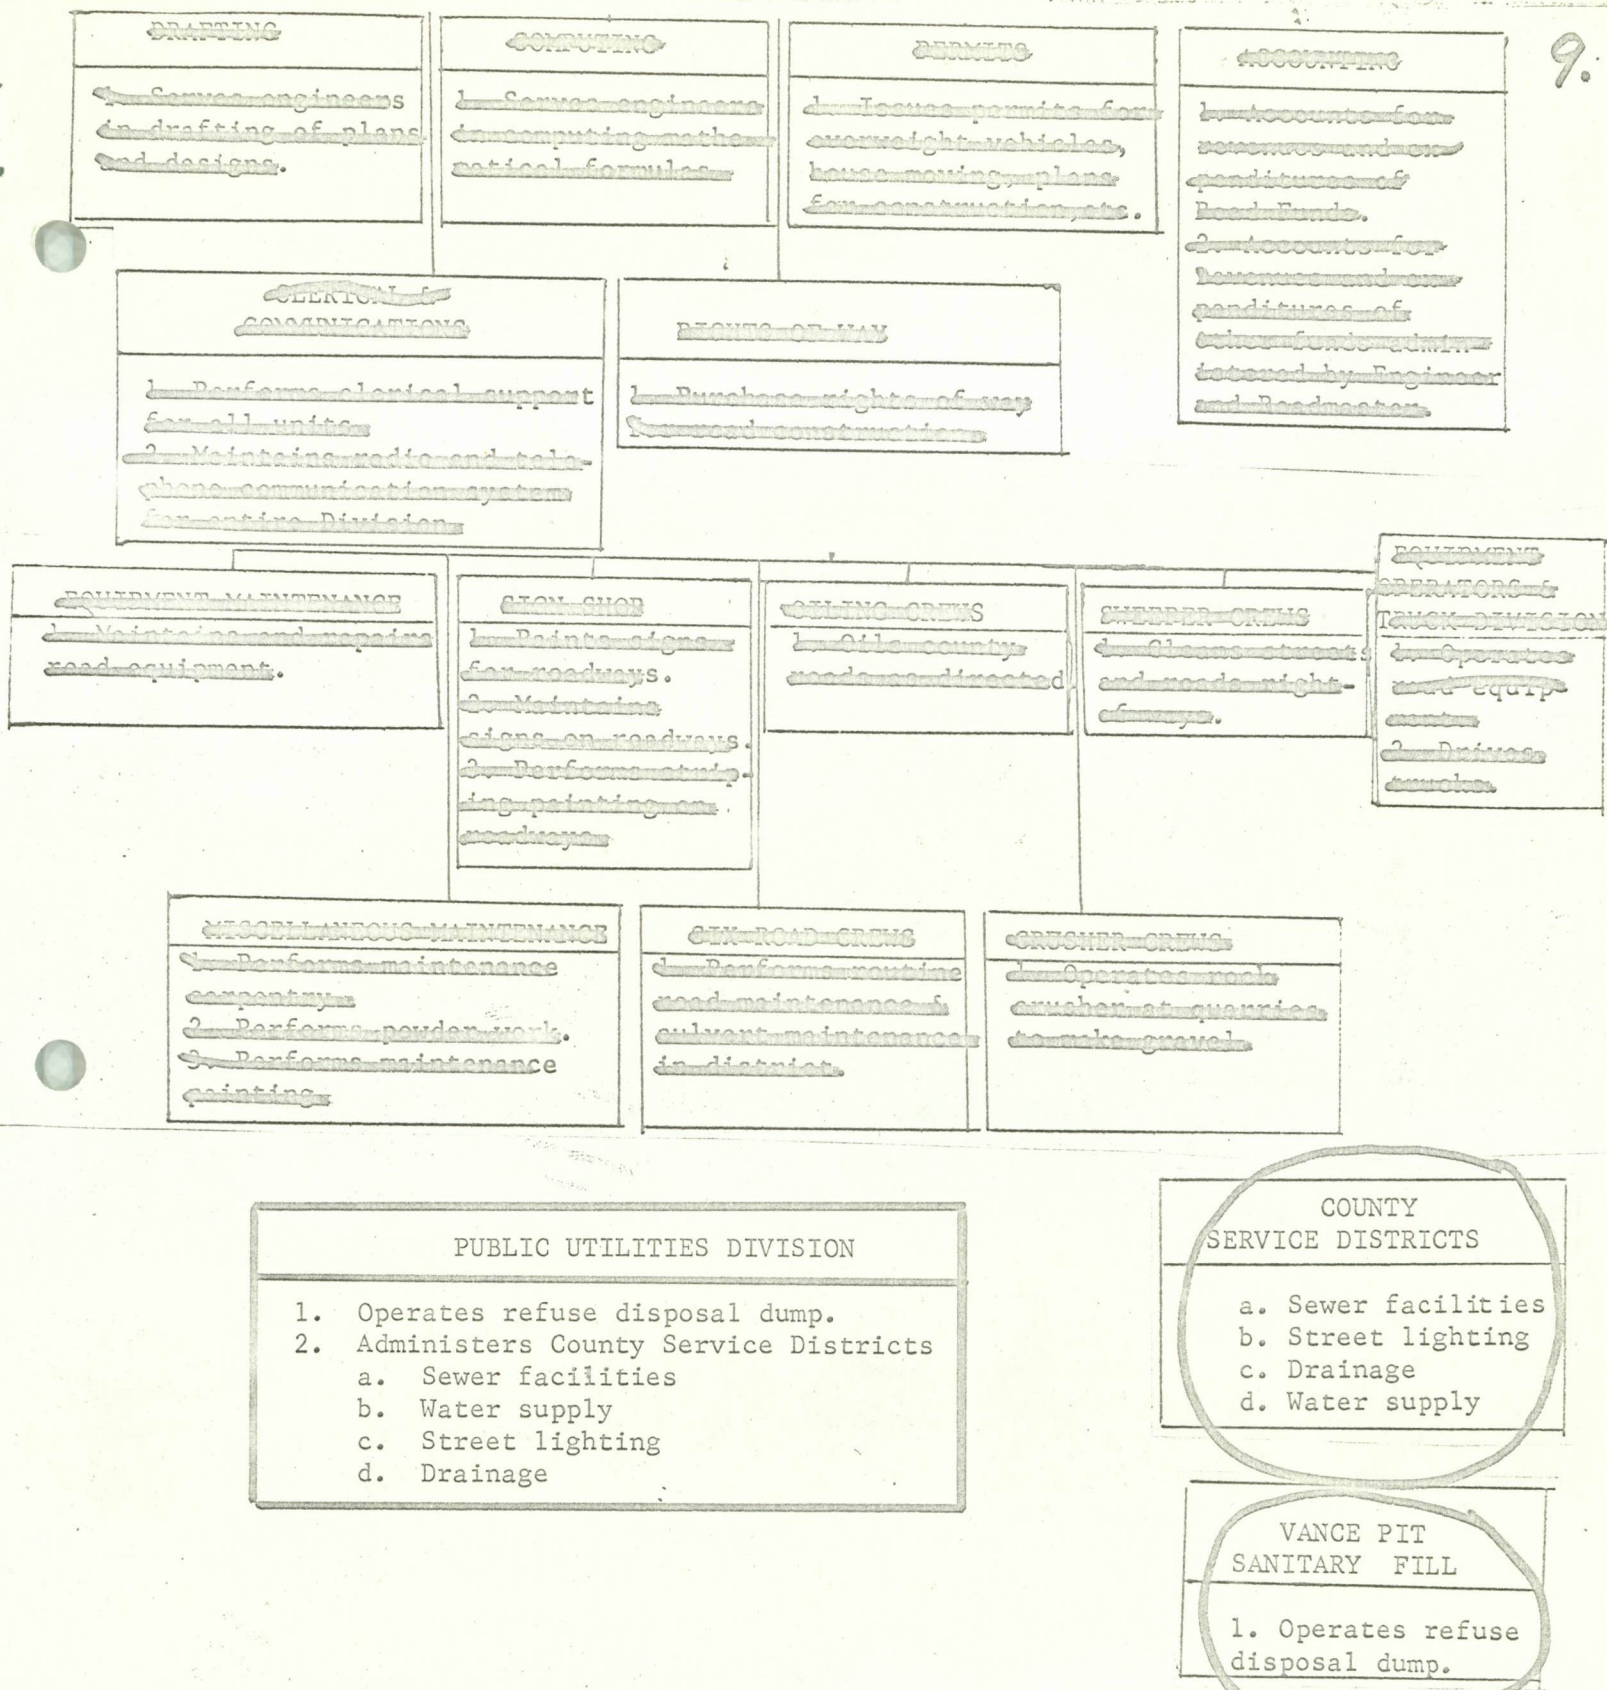 9.
DRAFTING
1. Serves engineers
in drafting of plans
and designs.
COMPUTING
1. Serves engineers
in computing mathe-
matical formulas
PERMITS
1. Issues permits for
overweight vehicles,
house moving, plans
for construction, etc.
ACCOUNTING
1. Accounts for
revenues and ex-
penditures of
Road Funds.
2. Accounts for
Revenues and ex-
penditures of
other funds admin-
istered by Engineer
and Roadmaster.
CLERICAL &
COMMUNICATIONS
1. Performs clerical support
for all units
2. Maintains radio and tele-
phone communication system
for entire Division
RIGHTS OF WAY
1. Purchase rights of way
for road construction
EQUIPMENT MAINTENANCE
1. Maintains and repairs
road equipment.
SIGN SHOP
1. Paints signs
for roadways.
2. Maintains
signs on roadways.
3. Performs strip-
ing painting on
roadways
OILING CREWS
1. Oils county
roads as directed
SWEEPER CREWS
1. Cleans streets
and roads right-
of ways.
EQUIPMENT
OPERATORS &
TRUCK DIVISION
1. Operates
road equip-
ment.
2. Drives
trucks.
MISCELLANEOUS MAINTENANCE
1. Performs maintenance
carpentry.
2. Performs powder work.
3. Performs maintenance
painting.
SIX ROAD CREWS
1. Performs routine
road maintenance &
culvert maintenance
in district.
CRUSHER CREWS
1. Operates rock
crusher at quarries
to make gravel.
PUBLIC UTILITIES DIVISION
1. Operates refuse disposal dump.
2. Administers County Service Districts
a. Sewer facilities
b. Water supply
c. Street lighting
d. Drainage
COUNTY
SERVICE DISTRICTS
a. Sewer facilities
b. Street lighting
c. Drainage
d. Water supply
VANCE PIT
SANITARY FILL
1. Operates refuse
disposal dump.